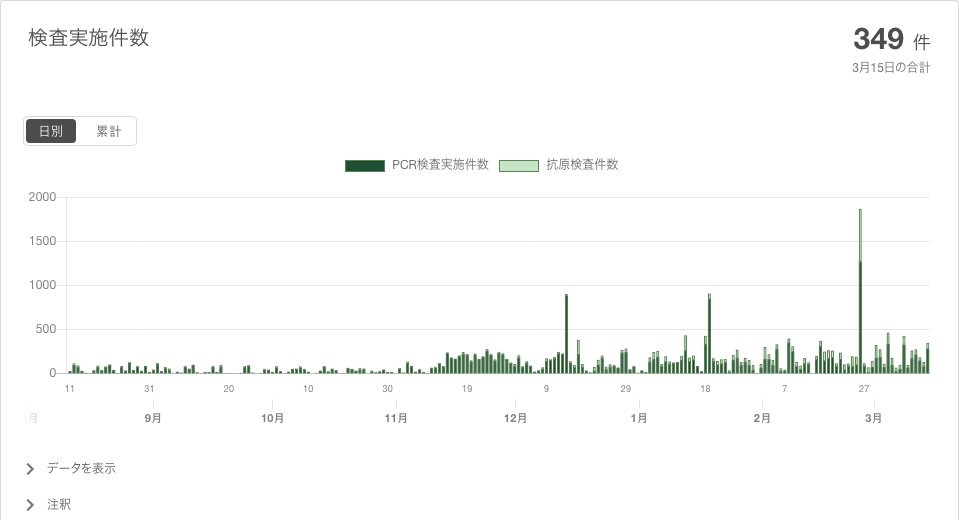 検査実施件数
349 件
3月15日の合計
日別 累計
PCR検査実施件数 抗原検査件数
2000
1500
1000
500
0
11 31 20 10 30 19 9 29 18 7 27
月 9月 10月 11月 12月 1月 2月 3月
データを表示
注釈